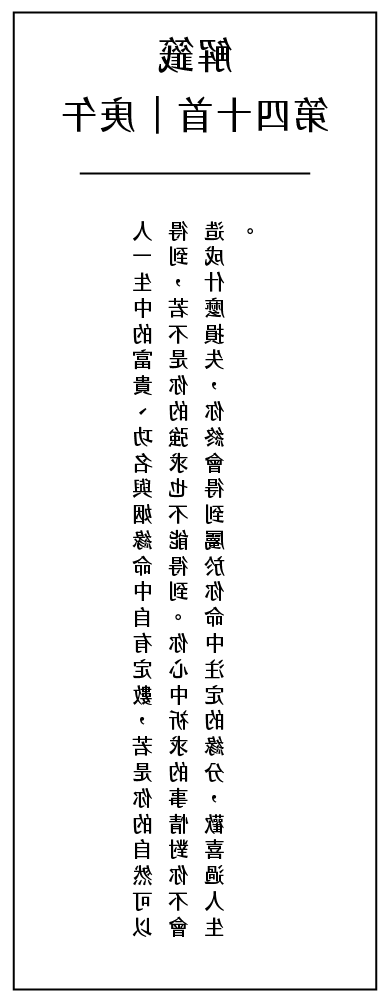 解籤
第四十首｜庚午
人一生中的富貴、功名與姻緣命中自有定數，若是你的自然可以
得到，若不是你的強求也不能得到。你心中祈求的事情對你不會
造成什麼損失，你終會得到屬於你命中注定的緣分，歡喜過人生
。